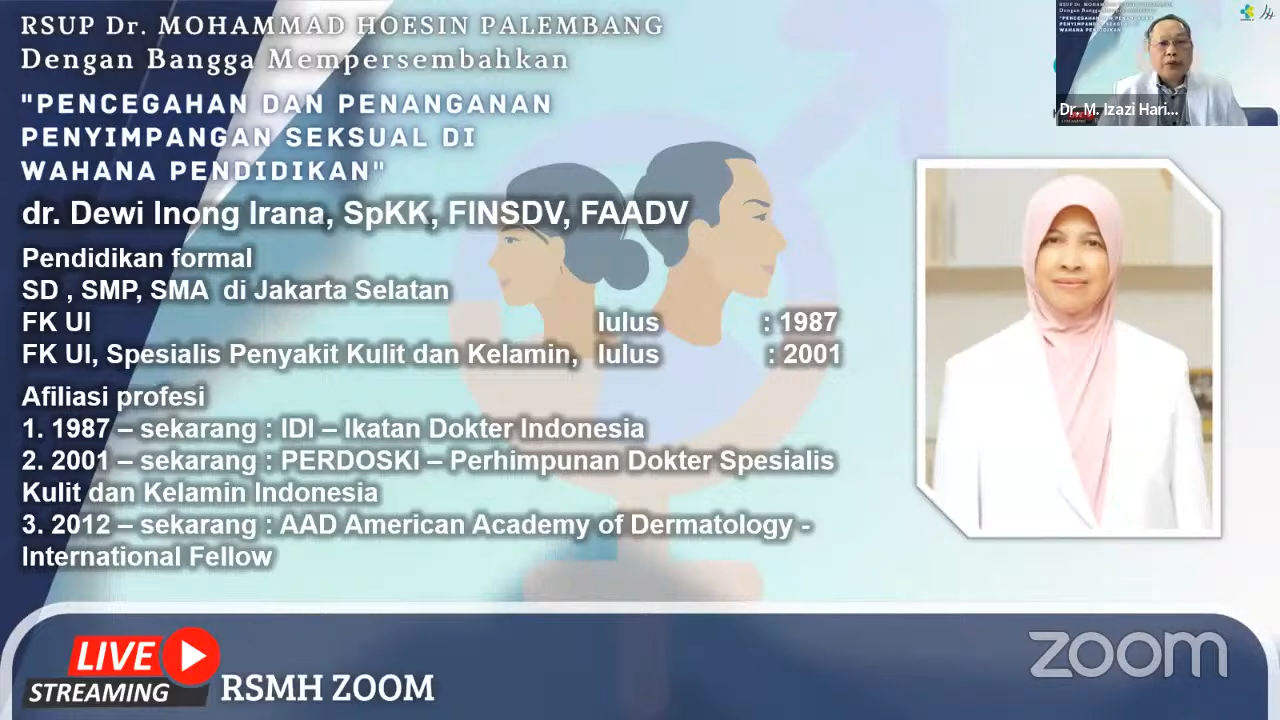 RSUP Dr. MOHAMMAD HOESIN PALEMBANG
Dengan Bangga Mempersembahkan
"PENCEGAHAN DAN PENANGANAN
PENYIMPANGAN SEKSUAL DI
WAHANA PENDIDIKAN"
dr. Dewi Inong Irana, SpKK, FINSDV, FAADV
Pendidikan formal
SD , SMP, SMA di Jakarta Selatan
FK UI lulus : 1987
FK UI, Spesialis Penyakit Kulit dan Kelamin, lulus : 2001
Afiliasi profesi
1. 1987 – sekarang : IDI – Ikatan Dokter Indonesia
2. 2001 – sekarang : PERDOSKI – Perhimpunan Dokter Spesialis
Kulit dan Kelamin Indonesia
3. 2012 – sekarang : AAD American Academy of Dermatology -
International Fellow
Dr. M. Izazi Hari...
LIVE
STREAMING
RSMH ZOOM
zoom